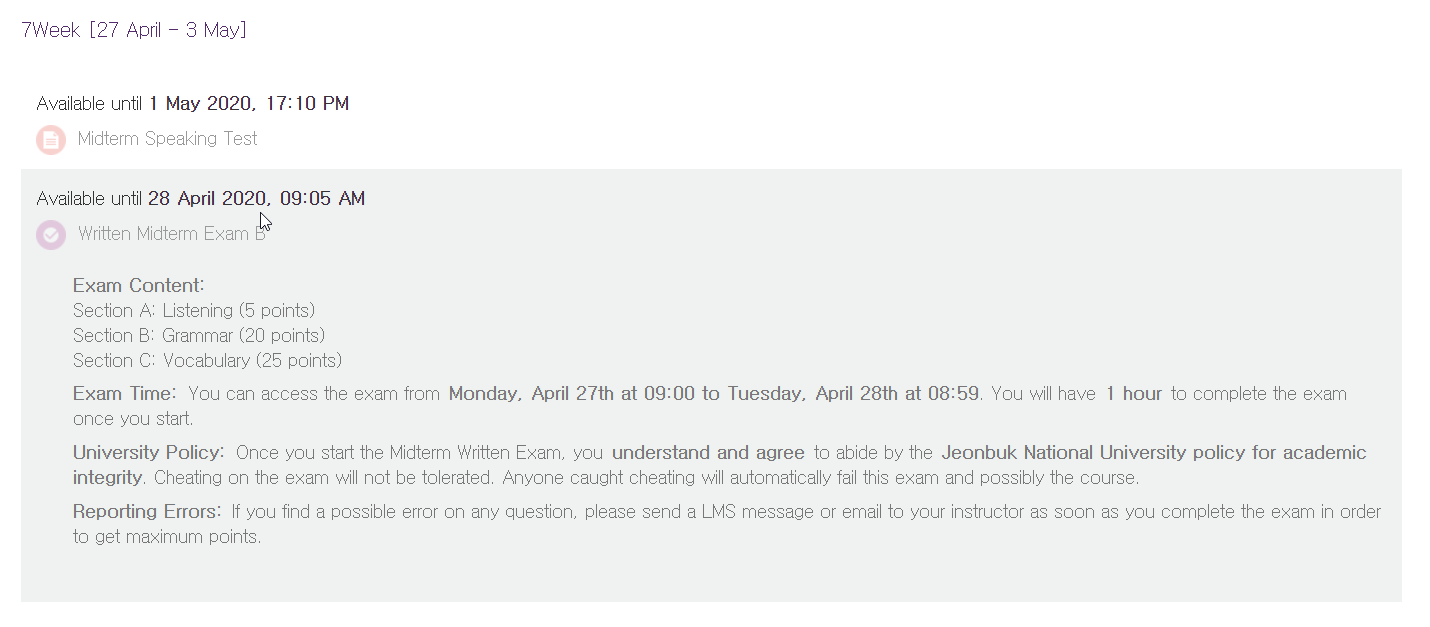 7Week [27 April - 3 May]
Available until 1 May 2020, 17:10 PM
Midterm Speaking Test
Available until 28 April 2020, 09:05 AM
Written Midterm Exam B
Exam Content:
Section A: Listening (5 points)
Section B: Grammar (20 points)
Section C: Vocabulary (25 points)
Exam Time: You can access the exam from Monday, April 27th at 09:00 to Tuesday, April 28th at 08:59. You will have 1 hour to complete the exam
once you start.
University Policy: Once you start the Midterm Written Exam, you understand and agree to abide by the Jeonbuk National University policy for academic
integrity. Cheating on the exam will not be tolerated. Anyone caught cheating will automatically fail this exam and possibly the course.
Reporting Errors: If you find a possible error on any question, please send a LMS message or email to your instructor as soon as you complete the exam in order
to get maximum points.